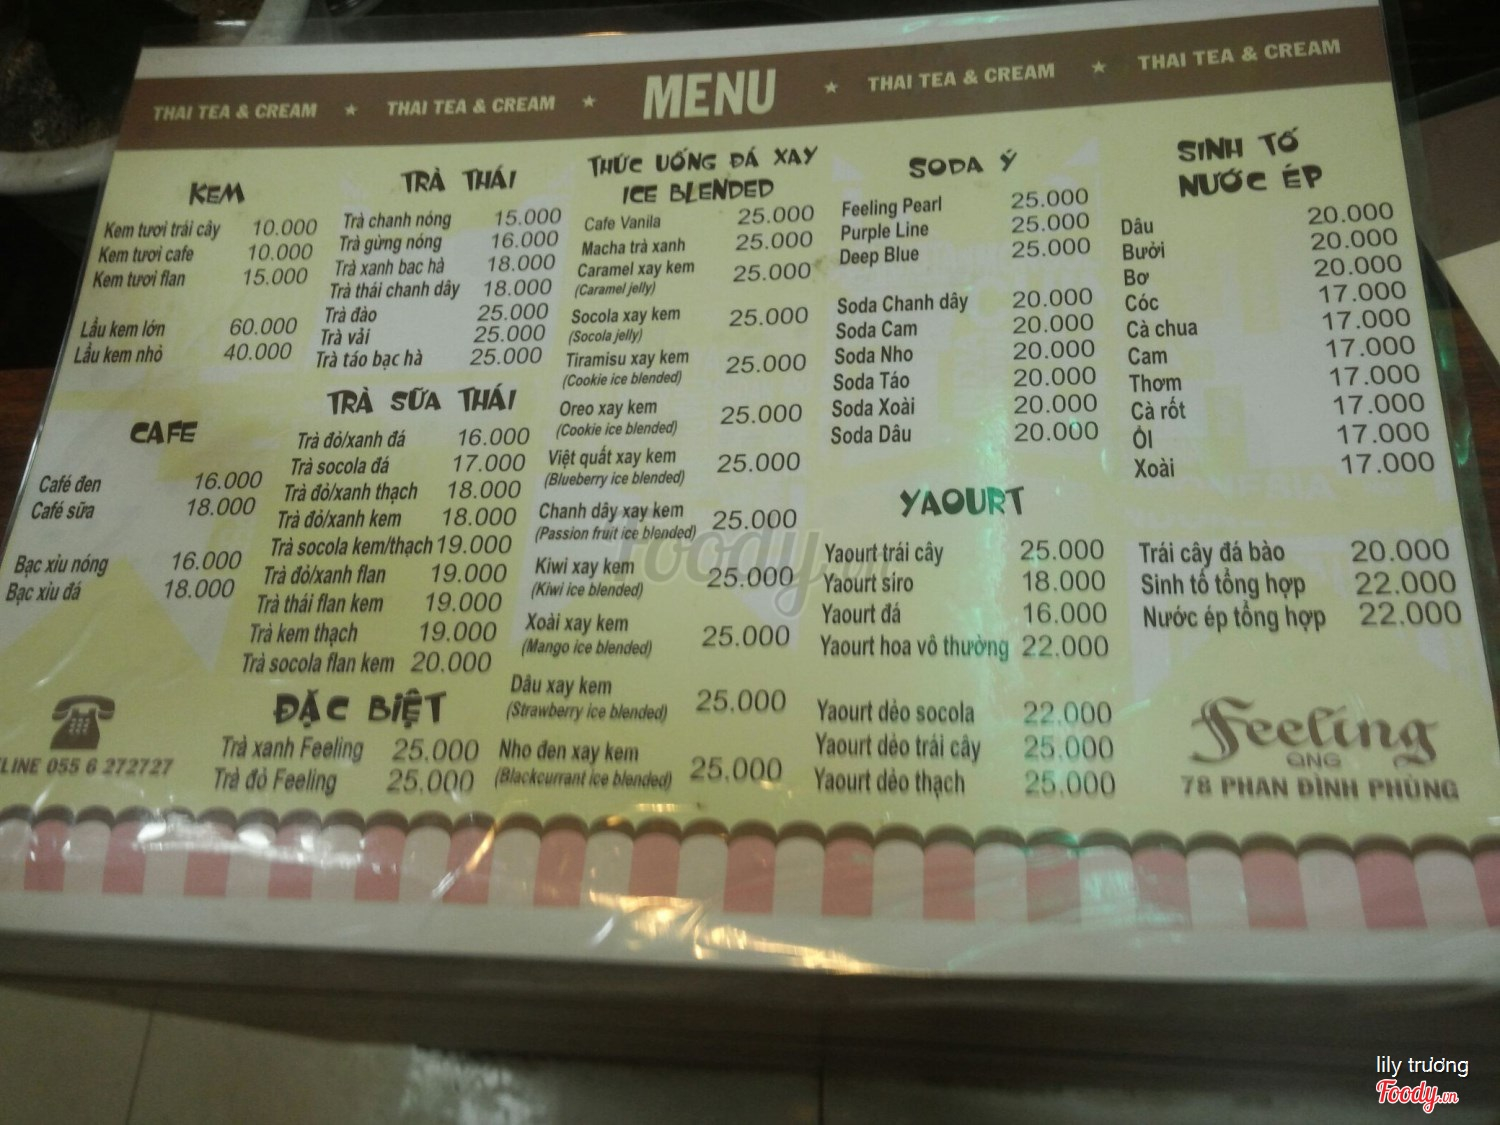 THAI TEA & CREAM ★ THAI TEA & CREAM ★ MENU ★ THAI TEA & CREAM ★ THAI TEA & CREAM
KEM
Kem tươi trái cây 10.000
Kem tươi cafe 10.000
Kem tươi flan 15.000
Lẩu kem lớn 60.000
Lẩu kem nhỏ 40.000
CAFE
Café đen 16.000
Café sữa 18.000
Bạc xỉu nóng 16.000
Bạc xỉu đá 18.000
LINE 055 6 272727
TRÀ THÁI
Trà chanh nóng 15.000
Trà gừng nóng 16.000
Trà xanh bac hà 18.000
Trà thái chanh dây 18.000
Trà đào 25.000
Trà vải 25.000
Trà táo bạc hà 25.000
TRÀ SỮA THÁI
Trà đỏ/xanh đá 16.000
Trà socola đá 17.000
Trà đỏ/xanh thạch 18.000
Trà đỏ/xanh kem 18.000
Trà socola kem/thạch 19.000
Trà đỏ/xanh flan 19.000
Trà thái flan kem 19.000
Trà kem thạch 19.000
Trà socola flan kem 20.000
ĐẶC BIỆT
Trà xanh Feeling 25.000
Trà đỏ Feeling 25.000
THỨC UỐNG ĐÁ XAY
ICE BLENDED
Cafe Vanila 25.000
Macha trà xanh 25.000
Caramel xay kem 25.000
(Caramel jelly)
Socola xay kem 25.000
(Socola jelly)
Tiramisu xay kem 25.000
(Cookie ice blended)
Oreo xay kem 25.000
(Cookie ice blended)
Việt quất xay kem 25.000
(Blueberry ice blended)
Chanh dây xay kem 25.000
(Passion fruit ice blended)
Kiwi xay kem 25.000
(Kiwi ice blended)
Xoài xay kem 25.000
(Mango ice blended)
Dâu xay kem 25.000
(Strawberry ice blended)
Nho đen xay kem 25.000
(Blackcurrant ice blended)
SODA Ý
Feeling Pearl 25.000
Purple Line 25.000
Deep Blue 25.000
Soda Chanh dây 20.000
Soda Cam 20.000
Soda Nho 20.000
Soda Táo 20.000
Soda Xoài 20.000
Soda Dâu 20.000
YAOURT
Yaourt trái cây 25.000
Yaourt siro 18.000
Yaourt đá 16.000
Yaourt hoa vô thường 22.000
Yaourt dẻo socola 22.000
Yaourt dẻo trái cây 25.000
Yaourt dẻo thạch 25.000
SINH TỐ
NƯỚC ÉP
Dâu 20.000
Bưởi 20.000
Bơ 20.000
Cóc 17.000
Cà chua 17.000
Cam 17.000
Thơm 17.000
Cà rốt 17.000
Ổi 17.000
Xoài 17.000
Trái cây đá bào 20.000
Sinh tố tổng hợp 22.000
Nước ép tổng hợp 22.000
Feeling
QNG
78 PHAN ĐÌNH PHÙNG
Foody.vn
lily trương
Foody.vn